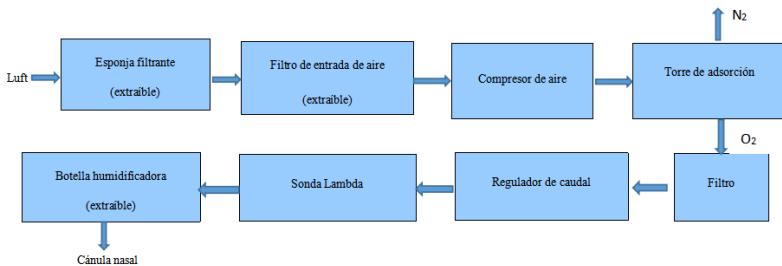 N2
Luft
Esponja filtrante
(extraíble)
Filtro de entrada de aire
(extraíble)
Compresor de aire
Torre de adsorción
O2
Botella humidificadora
(extraíble)
Sonda Lambda
Regulador de caudal
Filtro
Cánula nasal